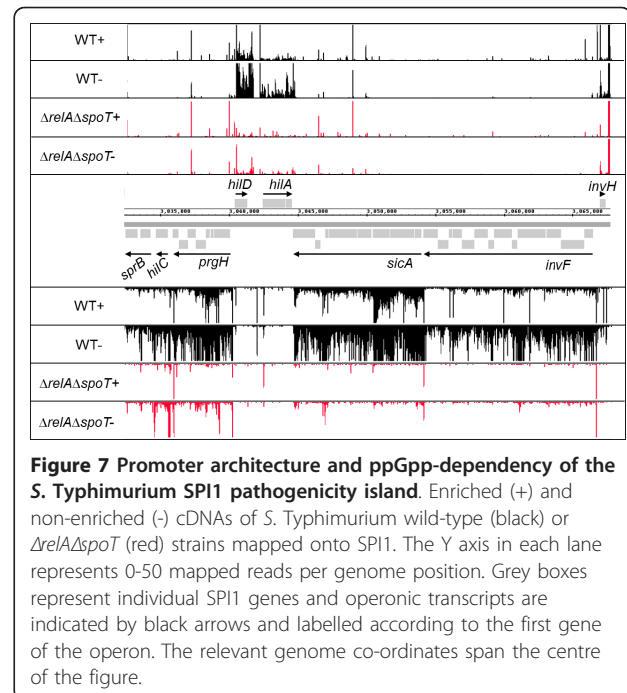 WT+
WT-
ΔrelAΔspoT+
ΔrelAΔspoT-
hilD hilA invH
3,035,000 3,040,000 3,045,000 3,050,000 3,055,000 3,060,000 3,065,000
sprB hilC prgH sicA invF
WT+
WT-
ΔrelAΔspoT+
ΔrelAΔspoT-
Figure 7 Promoter architecture and ppGpp-dependency of the
S. Typhimurium SPI1 pathogenicity island. Enriched (+) and
non-enriched (-) cDNAs of S. Typhimurium wild-type (black) or
ΔrelAΔspoT (red) strains mapped onto SPI1. The Y axis in each lane
represents 0-50 mapped reads per genome position. Grey boxes
represent individual SPI1 genes and operonic transcripts are
indicated by black arrows and labelled according to the first gene
of the operon. The relevant genome co-ordinates span the centre
of the figure.